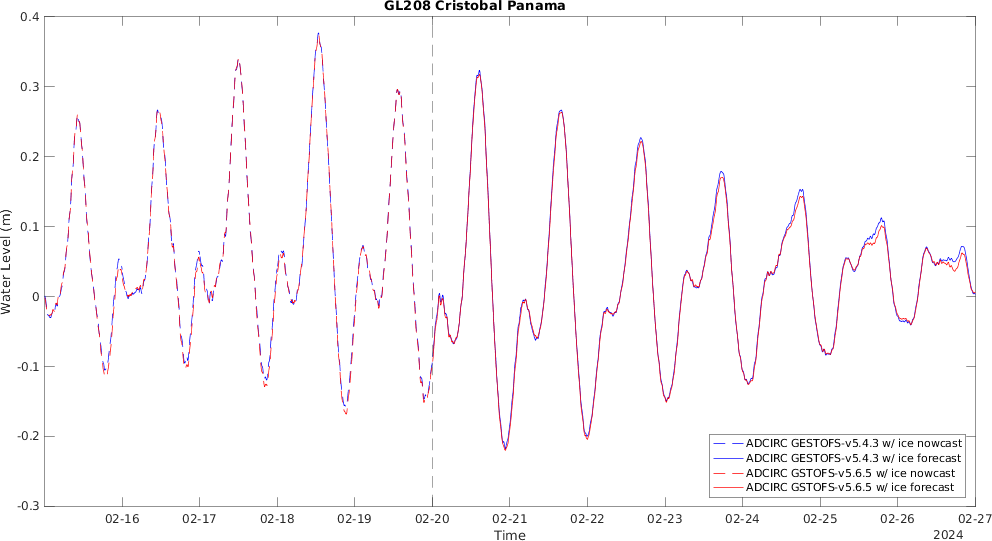 GL208 Cristobal Panama
0.4
0.3
0.2
0.1
0
-0.1
-0.2
-0.3
Water Level (m)
ADCIRC GESTOFS-v5.4.3 w/ ice nowcast
ADCIRC GESTOFS-v5.4.3 w/ ice forecast
ADCIRC GSTOFS-v5.6.5 w/ ice nowcast
ADCIRC GSTOFS-v5.6.5 w/ ice forecast
02-16 02-17 02-18 02-19 02-20 02-21 02-22 02-23 02-24 02-25 02-26 02-27
Time
2024